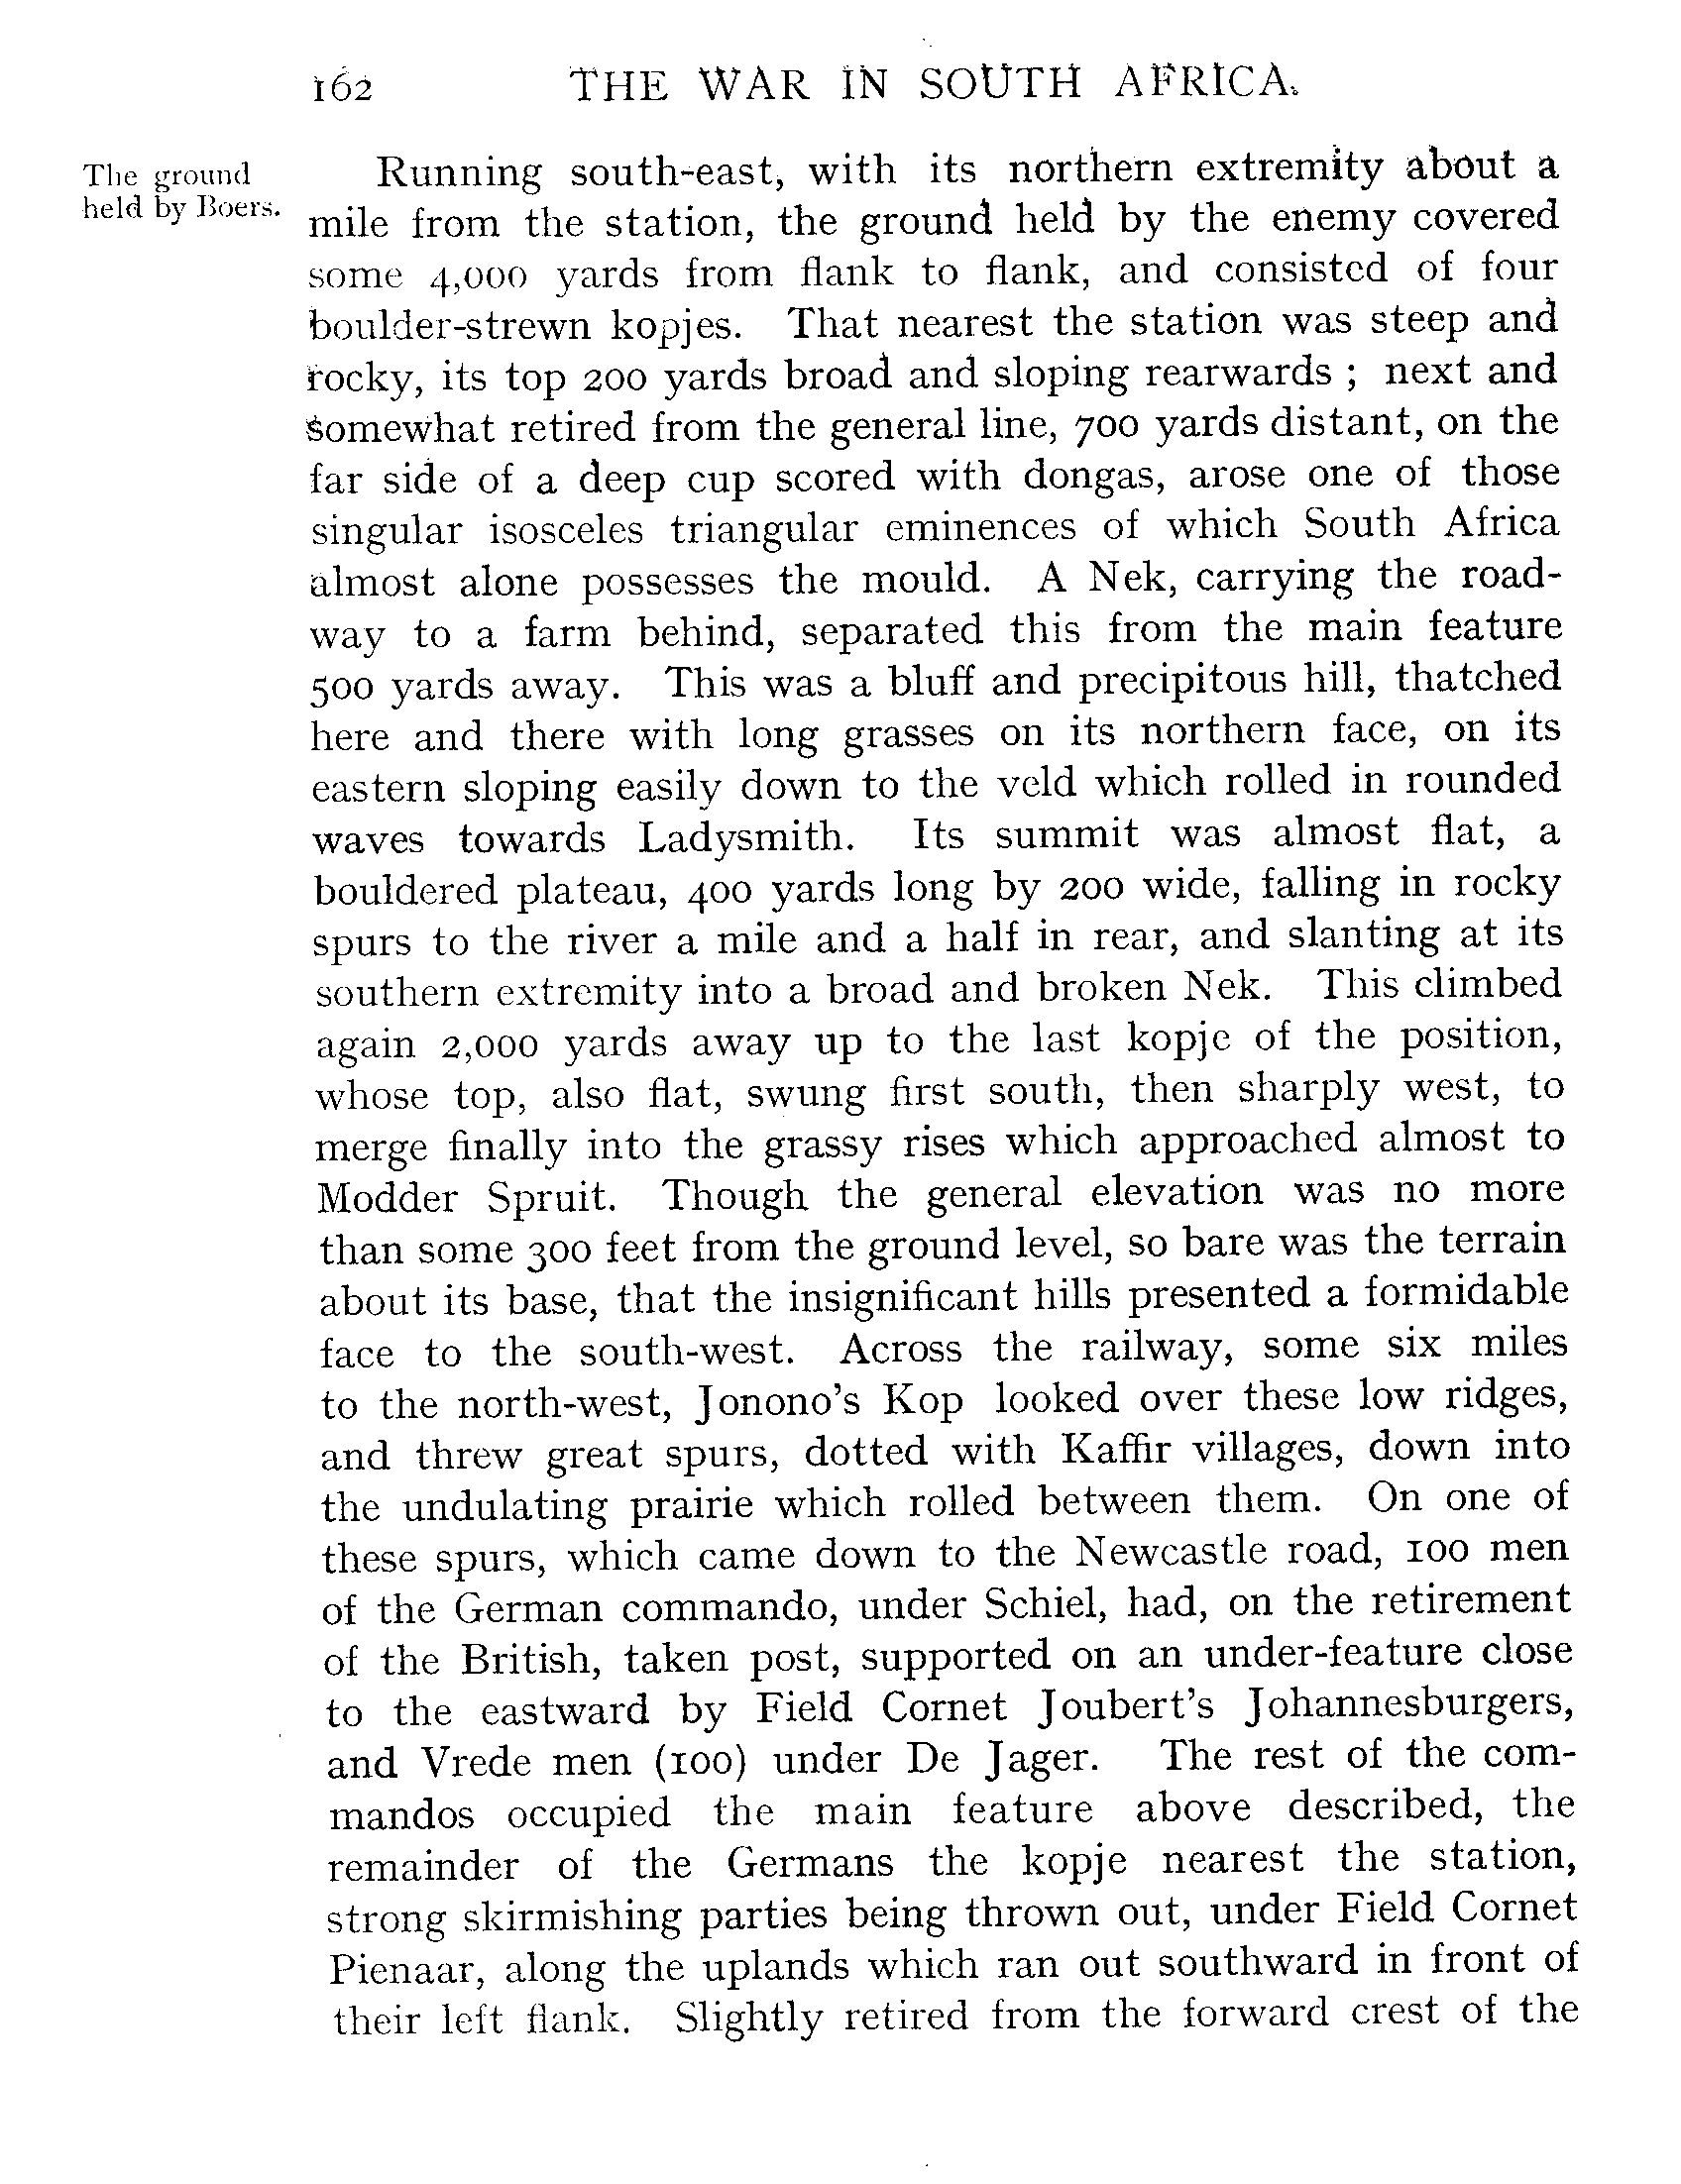 162 THE WAR IN SOUTH AFRICA.
The ground
held by Boers.
Running south-east, with its northern extremity about a
mile from the station, the ground held by the enemy covered
some 4,000 yards from flank to flank, and consisted of four
boulder-strewn kopjes. That nearest the station was steep and
rocky, its top 200 yards broad and sloping rearwards ; next and
somewhat retired from the general line, 700 yards distant, on the
far side of a deep cup scored with dongas, arose one of those
singular isosceles triangular eminences of which South Africa
almost alone possesses the mould. A Nek, carrying the road-
way to a farm behind, separated this from the main feature
500 yards away. This was a bluff and precipitous hill, thatched
here and there with long grasses on its northern face, on its
eastern sloping easily down to the veld which rolled in rounded
waves towards Ladysmith. Its summit was almost flat, a
bouldered plateau, 400 yards long by 200 wide, falling in rocky
spurs to the river a mile and a half in rear, and slanting at its
southern extremity into a broad and broken Nek. This climbed
again 2,000 yards away up to the last kopje of the position,
whose top, also flat, swung first south, then sharply west, to
merge finally into the grassy rises which approached almost to
Modder Spruit. Though the general elevation was no more
than some 300 feet from the ground level, so bare was the terrain
about its base, that the insignificant hills presented a formidable
face to the south-west. Across the railway, some six miles
to the north-west, Jonono's Kop looked over these low ridges,
and threw great spurs, dotted with Kaffir villages, down into
the undulating prairie which rolled between them. On one of
these spurs, which came down to the Newcastle road, 100 men
of the German commando, under Schiel, had, on the retirement
of the British, taken post, supported on an under-feature close
to the eastward by Field Cornet Joubert's Johannesburgers,
and Vrede men (100) under De Jager. The rest of the com-
mandos occupied the main feature above described, the
remainder of the Germans the kopje nearest the station,
strong skirmishing parties being thrown out, under Field Cornet
Pienaar, along the uplands which ran out southward in front of
their left flank. Slightly retired from the forward crest of the